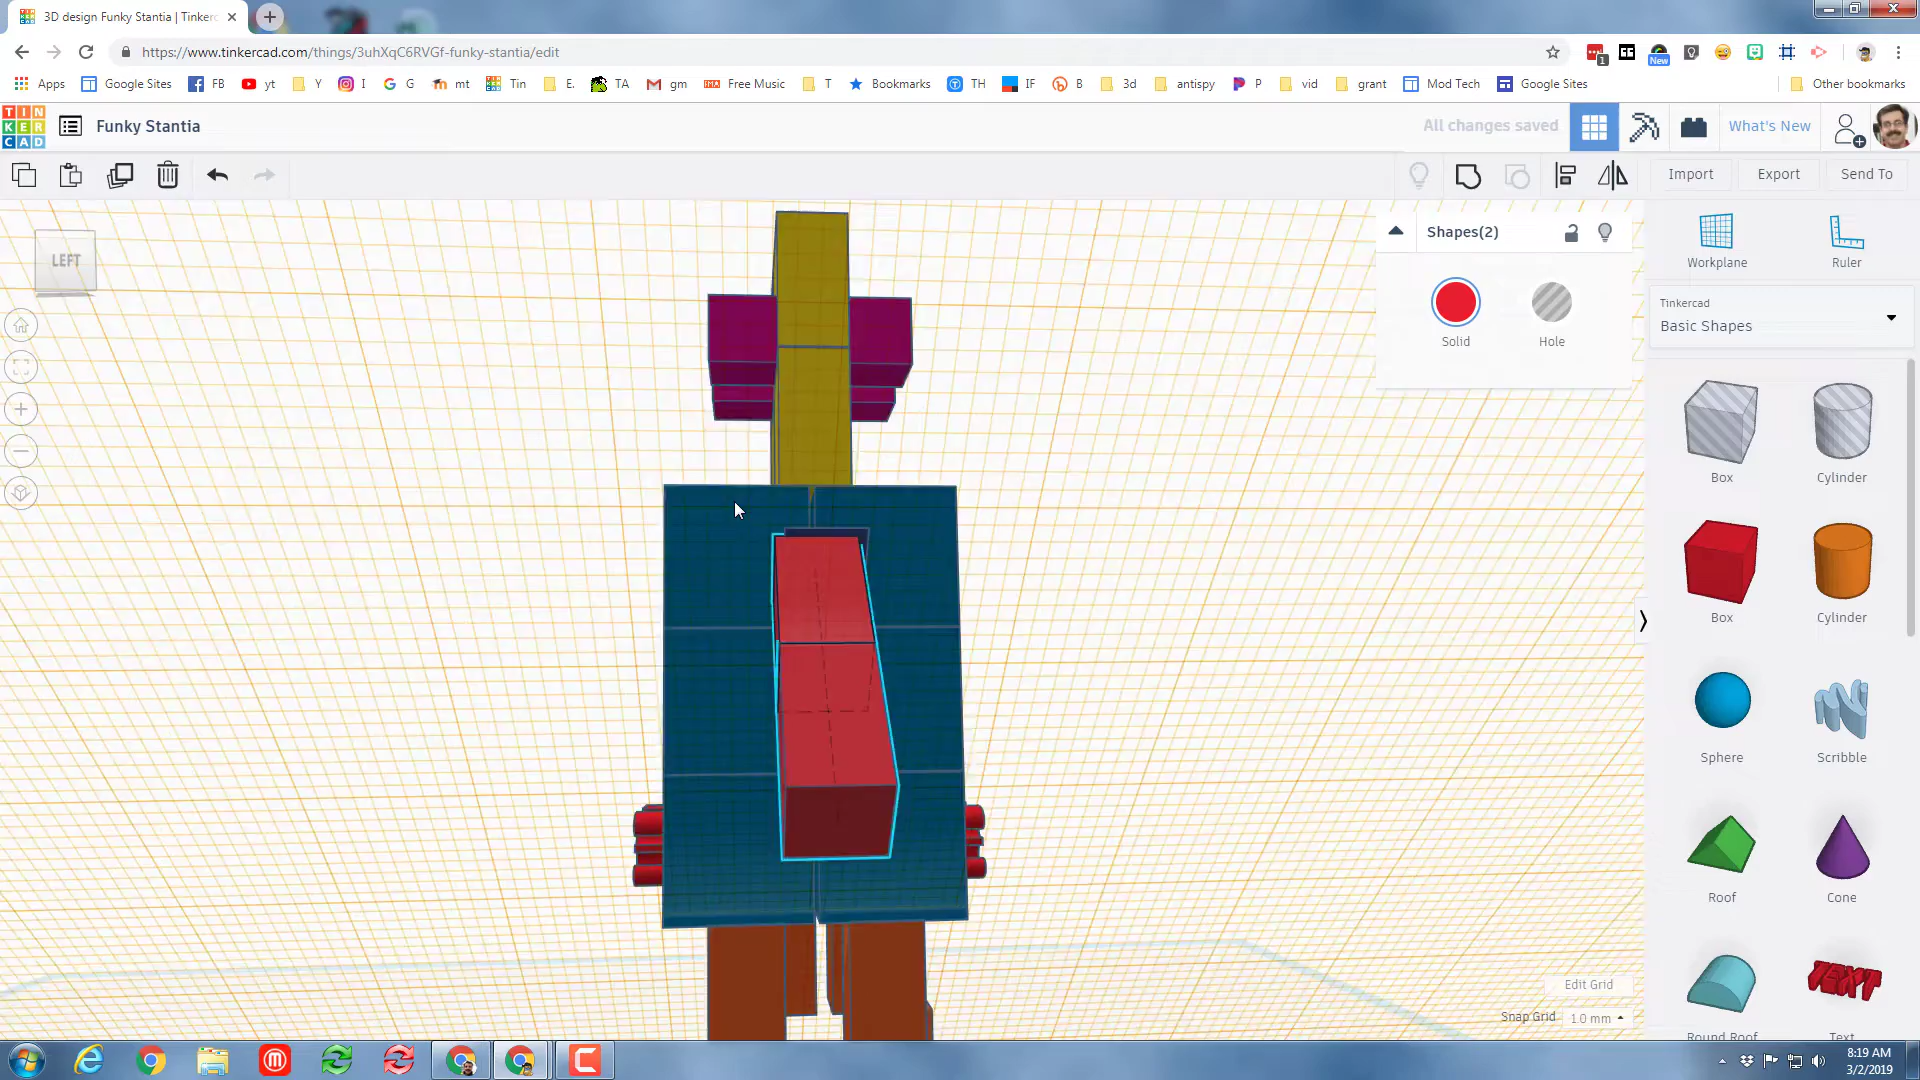 3D design Funky Stantia | Tinkerc
https://www.tinkercad.com/things/3uhXqC6RVGf-funky-stantia/edit
1
New
Apps Google Sites FB yt Y I G mt Tin E. TA gm Free Music T Bookmarks TH IF B 3d antispy P vid grant Mod Tech Google Sites Other bookmarks
TIN
KER
CAD
Funky Stantia
All changes saved
What's New
Import Export Send To
LEFT
Shapes(2)
Solid Hole
Workplane Ruler
Tinkercad
Basic Shapes
Box Cylinder
Box Cylinder
Sphere Scribble
Roof Cone
TEXT
Round Roof Text
Edit Grid
Snap Grid 1.0 mm
8:19 AM
3/2/2019